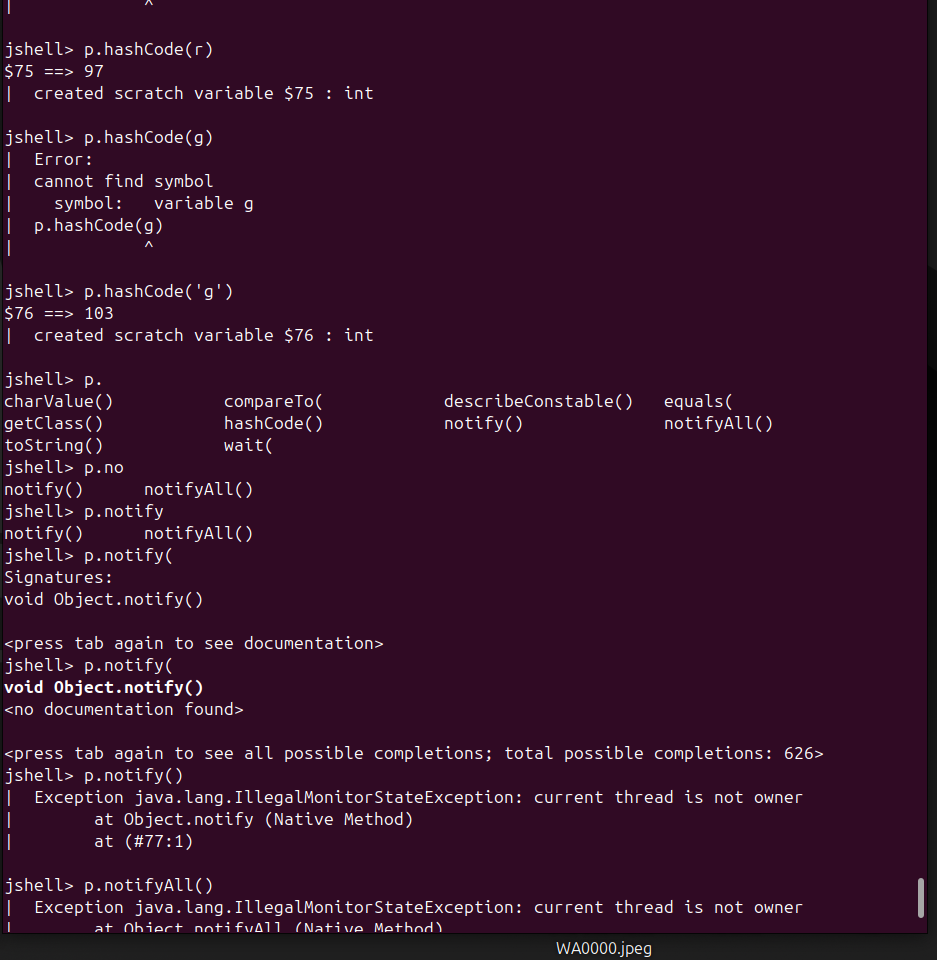 |             ^
jshell> p.hashCode(r)
$75 ==> 97
|  created scratch variable $75 : int
jshell> p.hashCode(g)
|  Error:
|  cannot find symbol
|    symbol:   variable g
|  p.hashCode(g)
|             ^
jshell> p.hashCode('g')
$76 ==> 103
|  created scratch variable $76 : int
jshell> p.
charValue()           compareTo(            describeConstable()   equals(
getClass()            hashCode()            notify()              notifyAll()
toString()            wait(
jshell> p.no
notify()      notifyAll()
jshell> p.notify
notify()      notifyAll()
jshell> p.notify(
Signatures:
void Object.notify()
<press tab again to see documentation>
jshell> p.notify(
void Object.notify()
<no documentation found>
<press tab again to see all possible completions; total possible completions: 626>
jshell> p.notify()
|  Exception java.lang.IllegalMonitorStateException: current thread is not owner
|        at Object.notify (Native Method)
|        at (#77:1)
jshell> p.notifyAll()
|  Exception java.lang.IllegalMonitorStateException: current thread is not owner
|        at Object.notifyAll (Native Method)
WA0000.jpeg